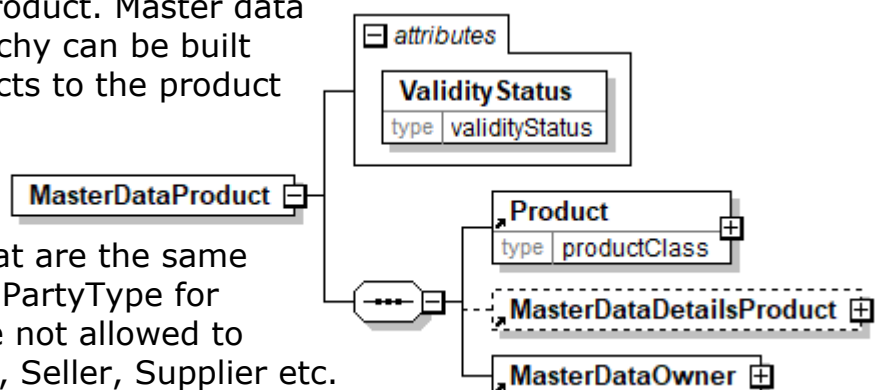 roduct. Master data
chy can be built
cts to the product
at are the same
PartyType for
e not allowed to
, Seller, Supplier etc.
attributes
ValidityStatus
type validityStatus
MasterDataProduct
Product
type productClass
MasterDataDetailsProduct
MasterDataOwner